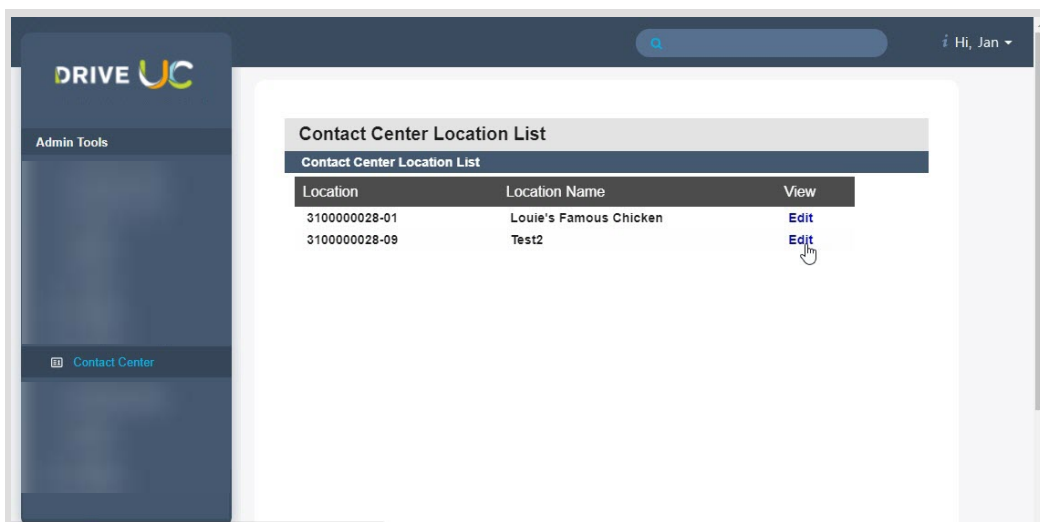 Hi, Jan
DRIVE UC
Admin Tools
Contact Center
Contact Center Location List
Contact Center Location List
Location Location Name View
3100000028-01 Louie's Famous Chicken Edit
3100000028-09 Test2 Edit